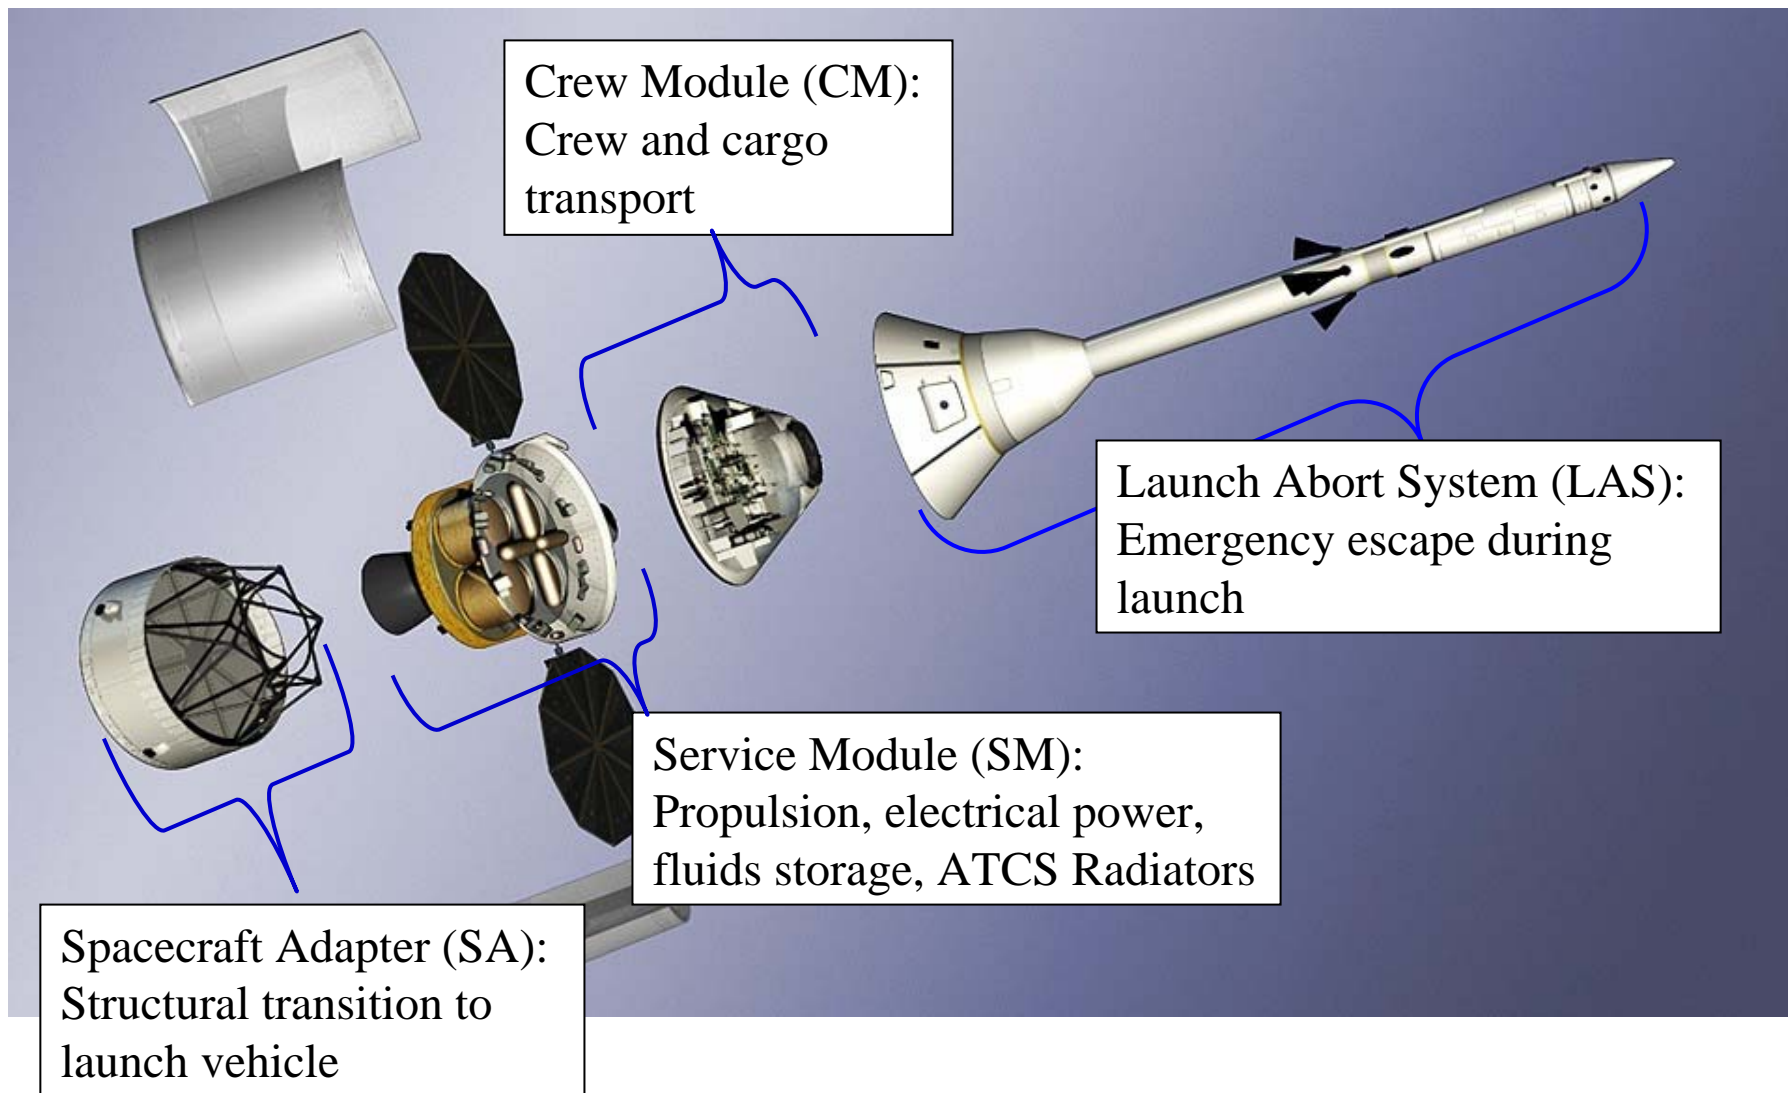 Crew Module (CM):
Crew and cargo
transport
Launch Abort System (LAS):
Emergency escape during
launch
Service Module (SM):
Propulsion, electrical power,
fluids storage, ATCS Radiators
Spacecraft Adapter (SA):
Structural transition to
launch vehicle